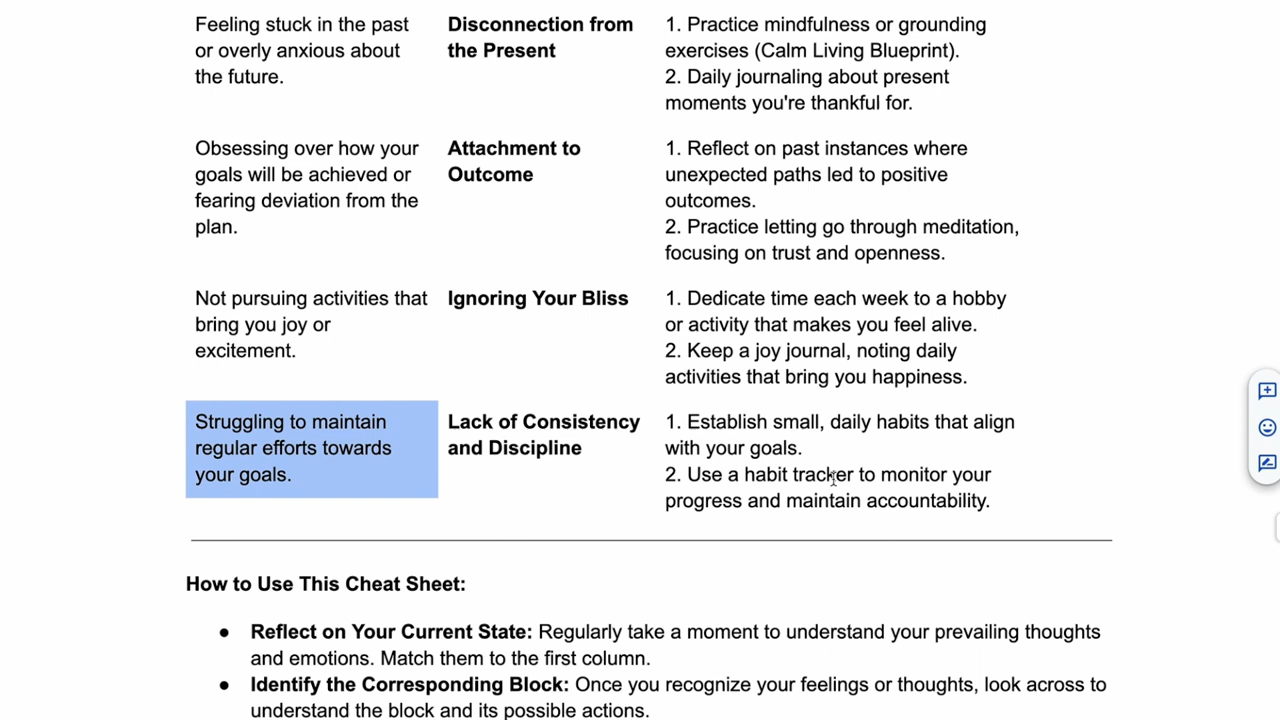 Feeling stuck in the past
or overly anxious about
the future.
Disconnection from
the Present
1. Practice mindfulness or grounding
exercises (Calm Living Blueprint).
2. Daily journaling about present
moments you're thankful for.
Obsessing over how your
goals will be achieved or
fearing deviation from the
plan.
Attachment to
Outcome
1. Reflect on past instances where
unexpected paths led to positive
outcomes.
2. Practice letting go through meditation,
focusing on trust and openness.
Not pursuing activities that
bring you joy or
excitement.
Ignoring Your Bliss
1. Dedicate time each week to a hobby
or activity that makes you feel alive.
2. Keep a joy journal, noting daily
activities that bring you happiness.
Struggling to maintain
regular efforts towards
your goals.
Lack of Consistency
and Discipline
1. Establish small, daily habits that align
with your goals.
2. Use a habit tracker to monitor your
progress and maintain accountability.
How to Use This Cheat Sheet:
● Reflect on Your Current State: Regularly take a moment to understand your prevailing thoughts
and emotions. Match them to the first column.
● Identify the Corresponding Block: Once you recognize your feelings or thoughts, look across to
understand the block and its possible actions.